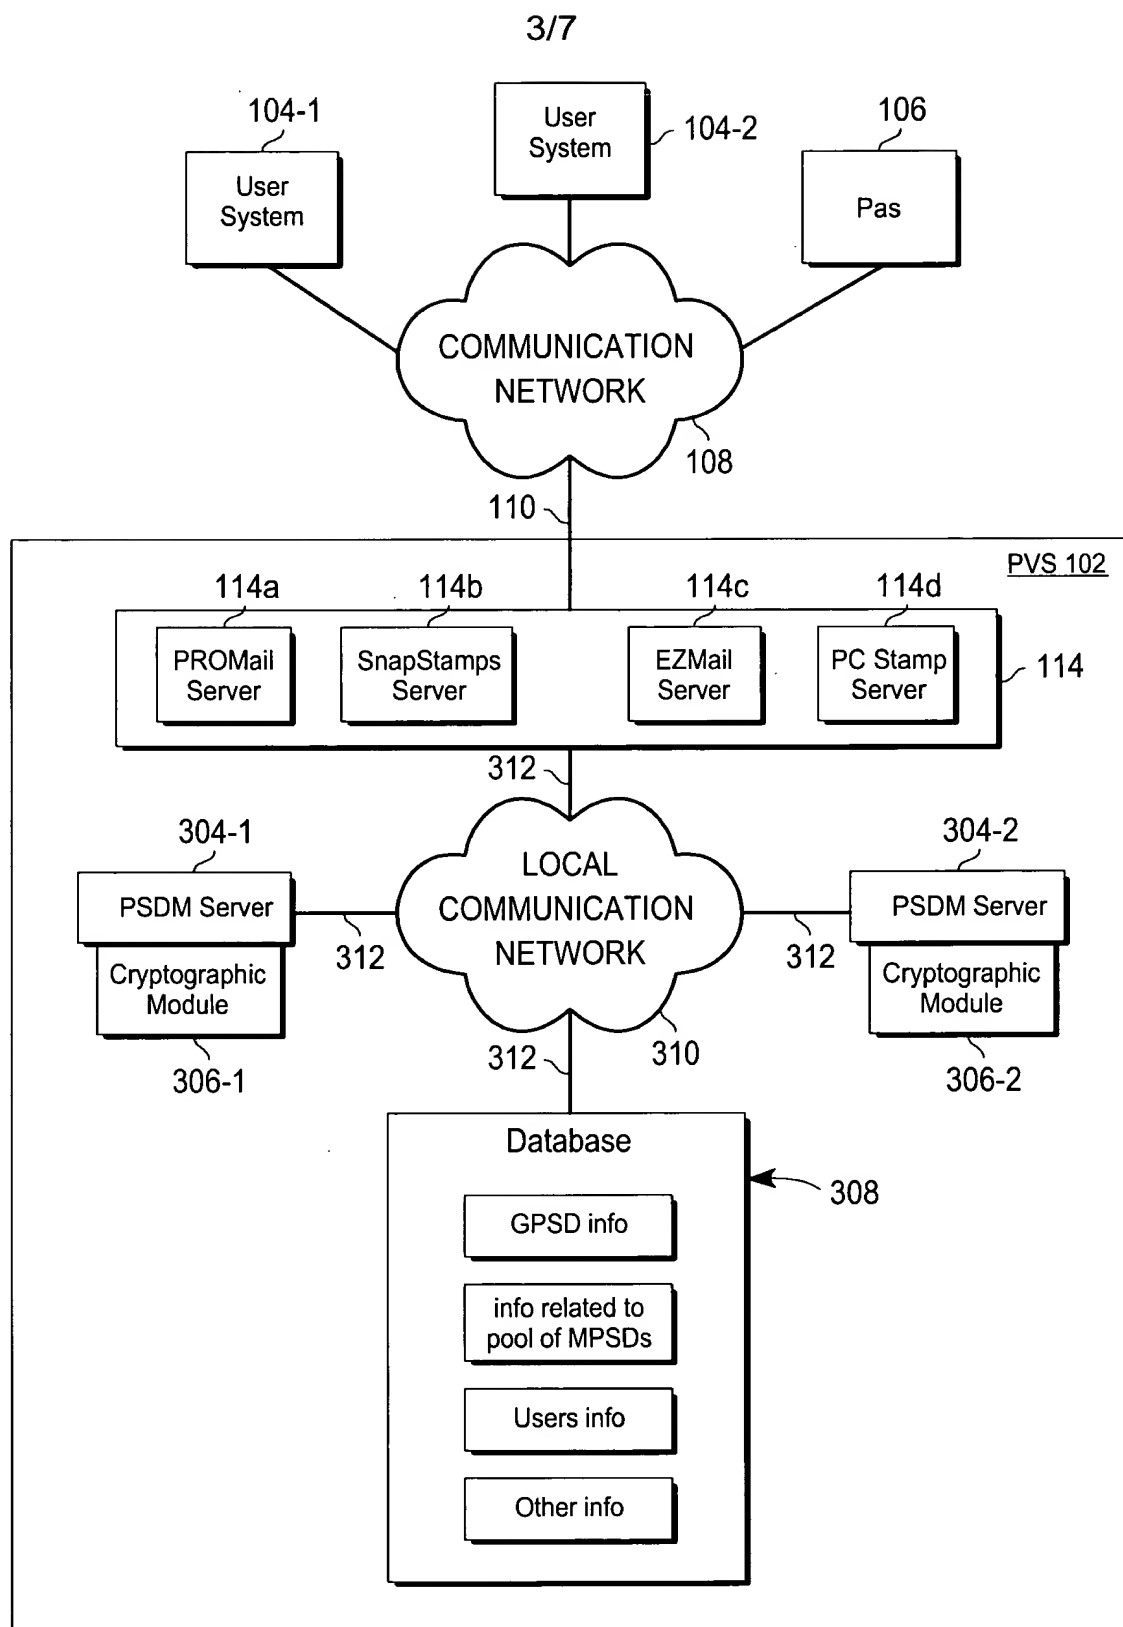 3/7
104-1
User
System
User
System
104-2
106
Pas
COMMUNICATION
NETWORK
108
110
PVS 102
114a
114b
114c
114d
PROMail
Server
SnapStamps
Server
EZMail
Server
PC Stamp
Server
114
312
304-1
PSDM Server
Cryptographic
Module
306-1
312
LOCAL
COMMUNICATION
NETWORK
310
312
304-2
PSDM Server
Cryptographic
Module
306-2
312
Database
308
GPSD info
info related to
pool of MPSDs
Users info
Other info